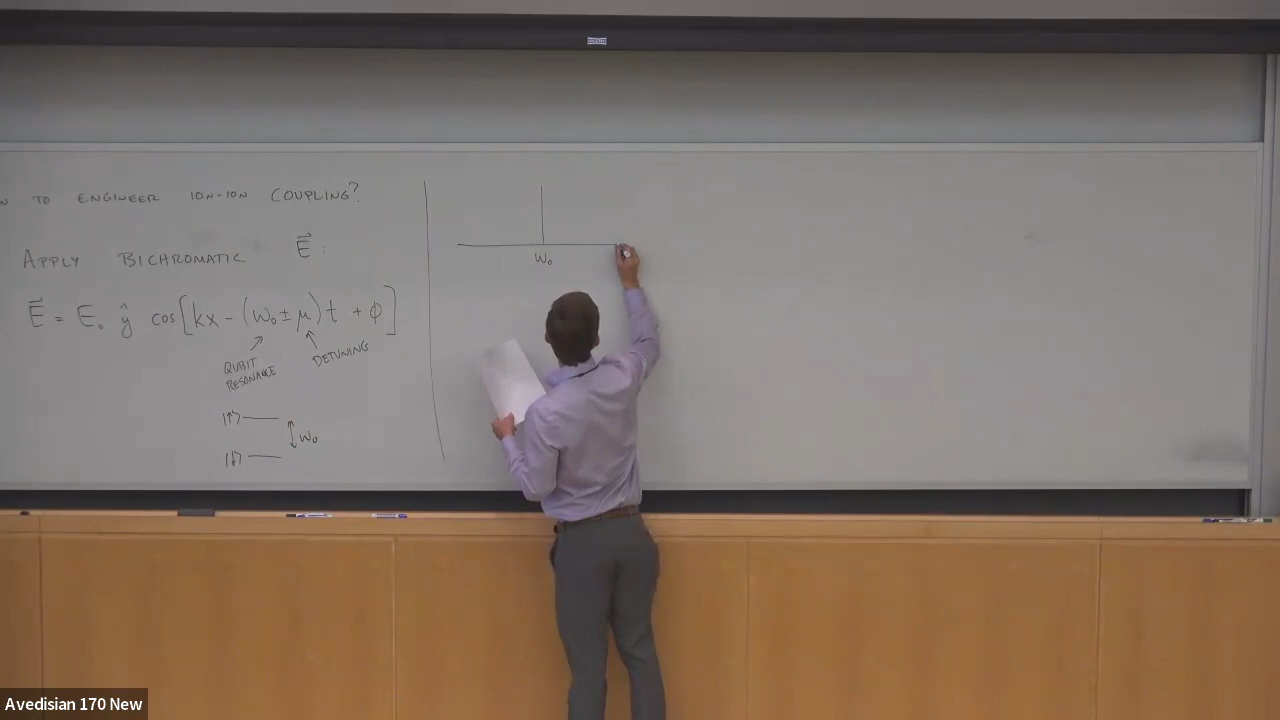 TO ENGINEER ION-ION COUPLING?
APPLY BICHROMATIC E⃗ :
E⃗ = E₀ ŷ cos[kx - (ω₀ ± μ)t + φ]
QUBIT RESONANCE
DETUNING
|↑⟩
ω₀
|↓⟩
ω₀
Avedisian 170 New